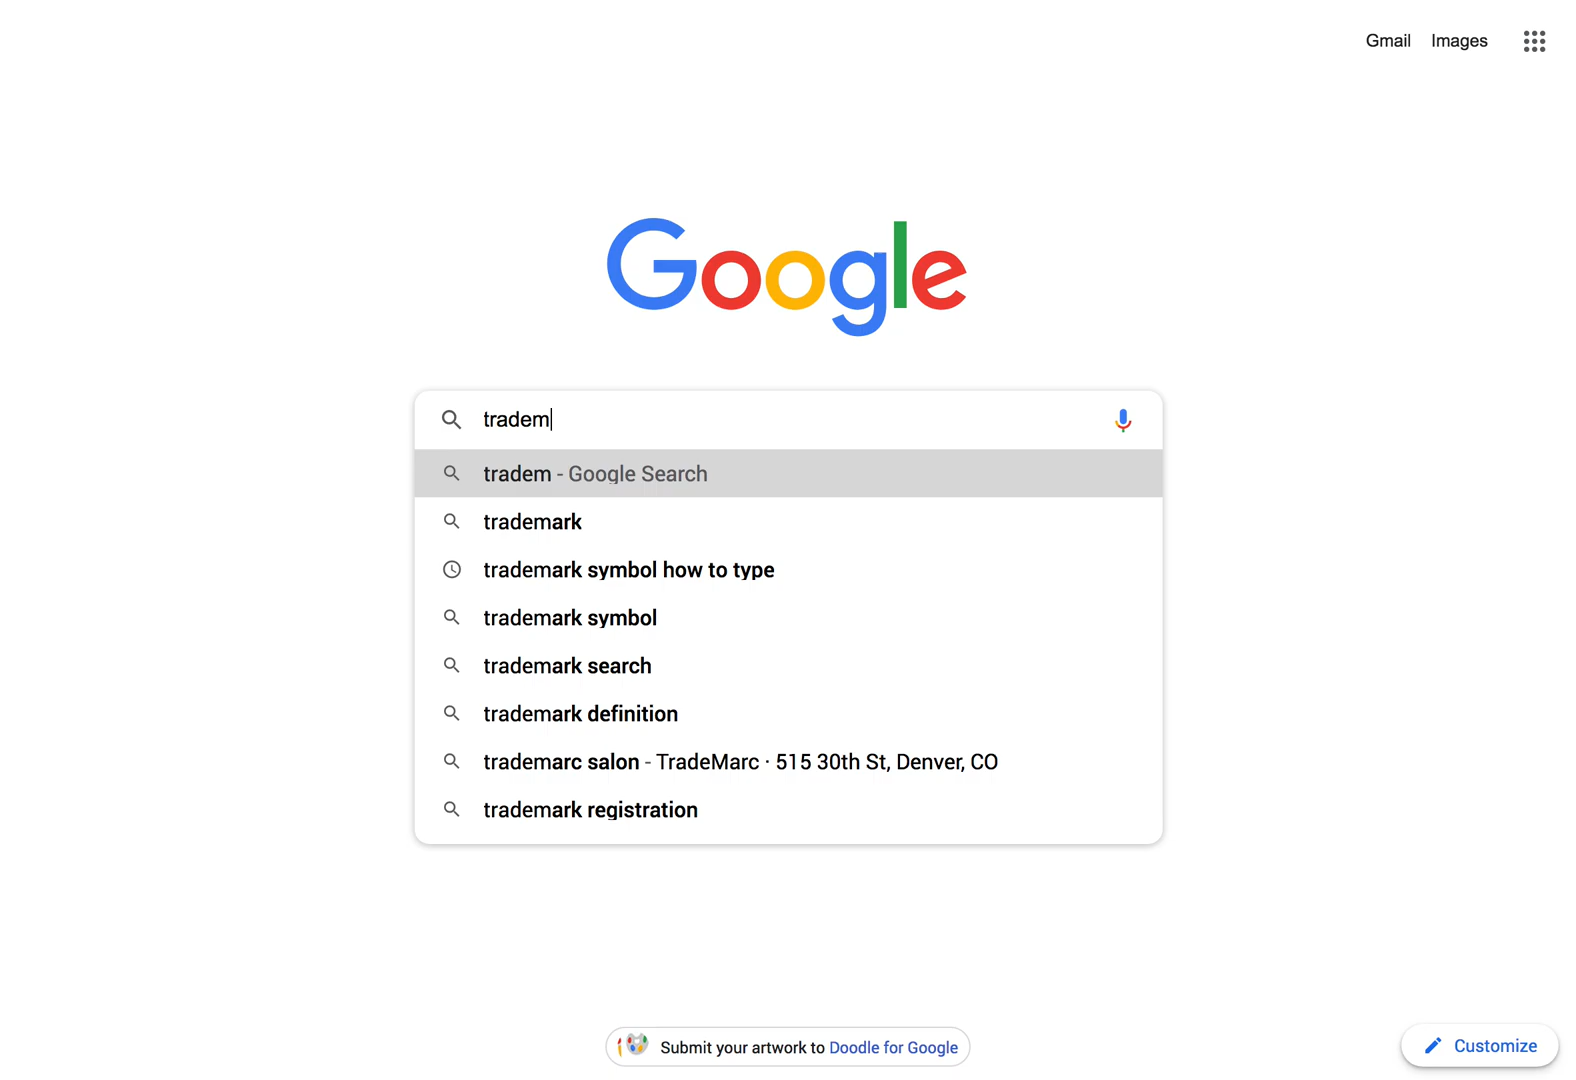 Gmail Images
Google
tradem
tradem - Google Search
trademark
trademark symbol how to type
trademark symbol
trademark search
trademark definition
trademarc salon - TradeMarc · 515 30th St, Denver, CO
trademark registration
Submit your artwork to Doodle for Google
Customize